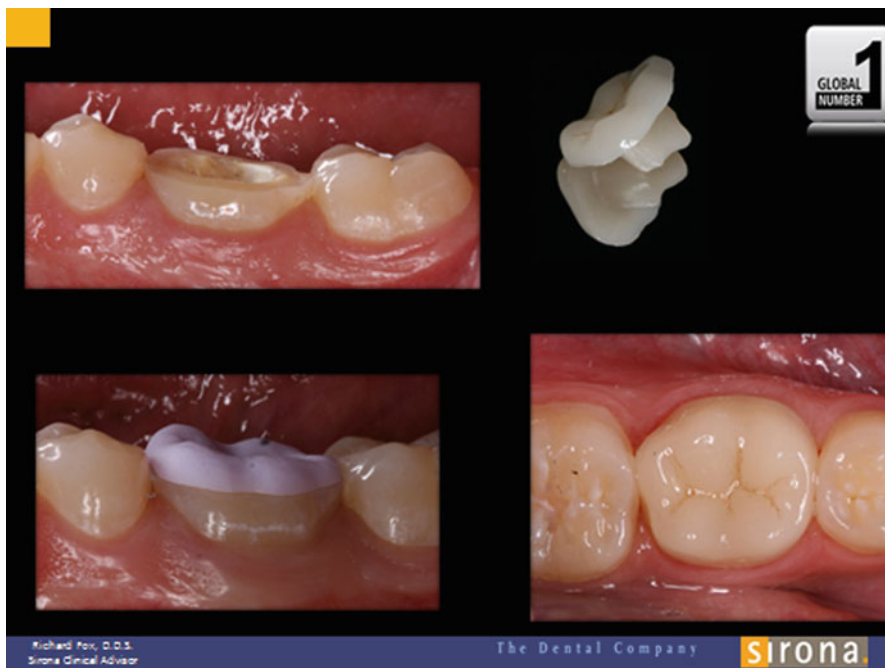 GLOBAL
NUMBER
1
Richard Fox, D.D.S.
Sirona Clinical Advisor
The Dental Company
sirona.